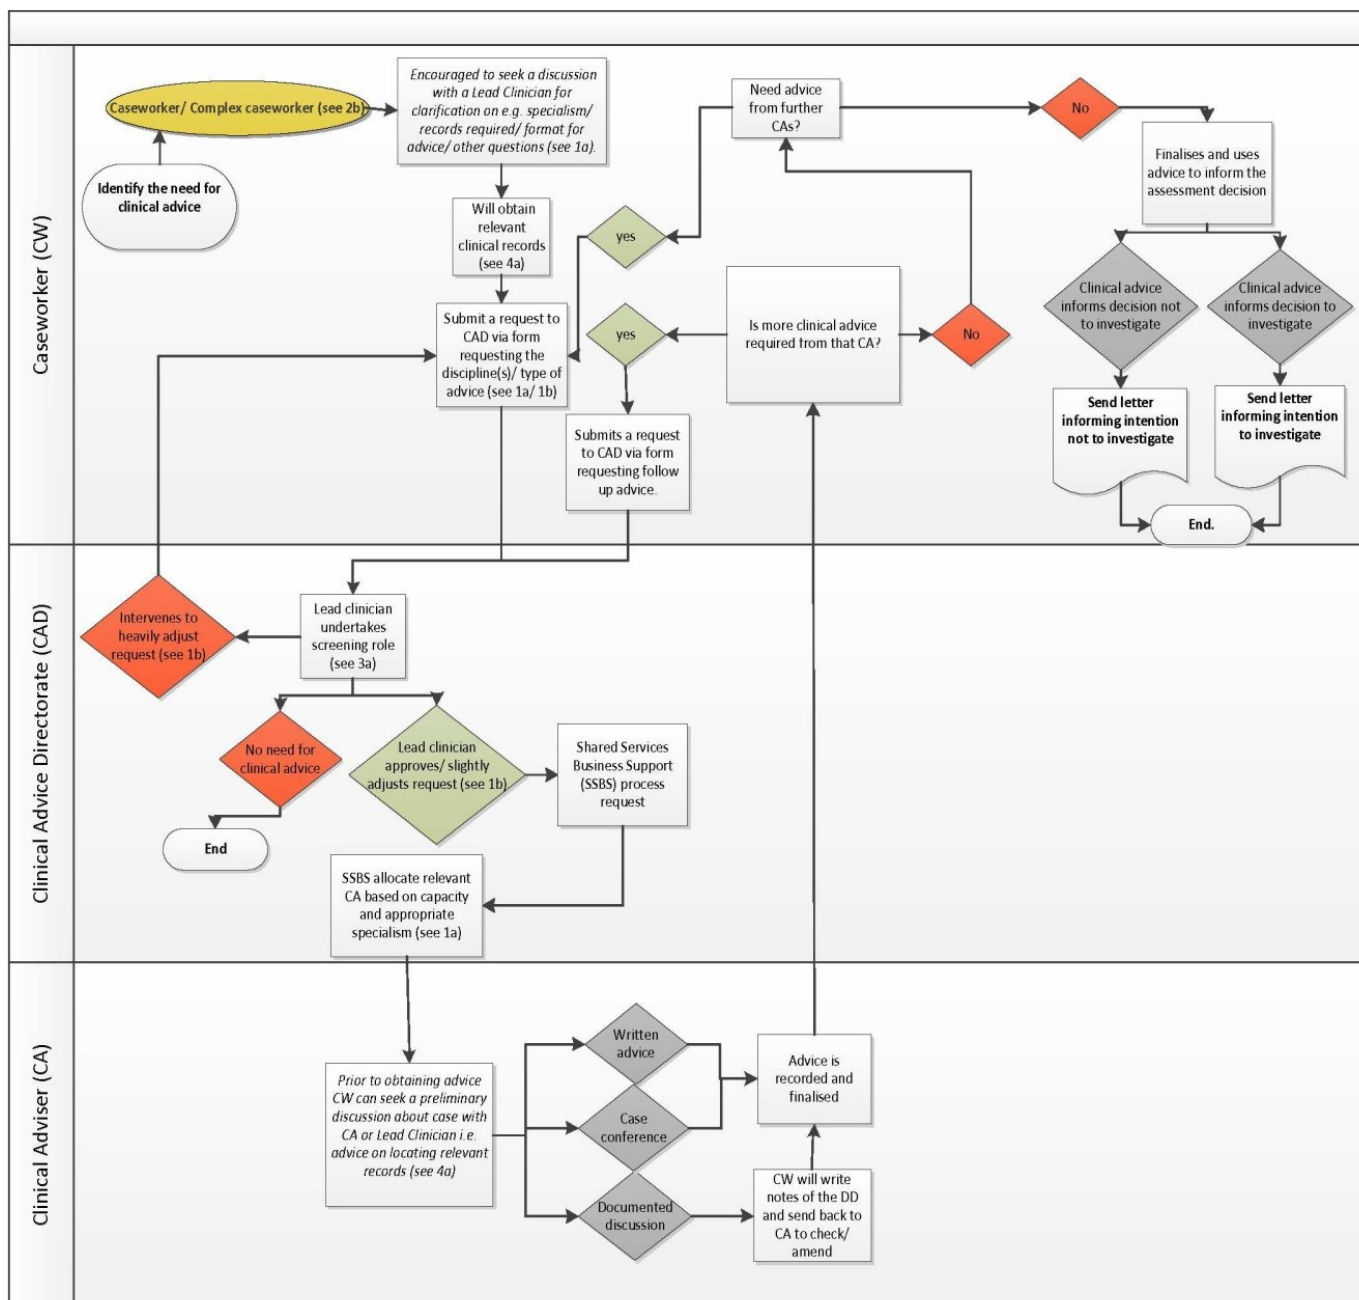 Caseworker (CW)
Caseworker/ Complex caseworker (see 2b)
Identify the need for
clinical advice
Encouraged to seek a discussion
with a Lead Clinician for
clarification on e.g. specialism/
records required/ format for
advice/ other questions (see 1a).
Will obtain
relevant
clinical records
(see 4a)
Submit a request to
CAD via form
requesting the
discipline(s)/ type of
advice (see 1a/ 1b)
yes
yes
Submits a request
to CAD via form
requesting follow
up advice.
Need advice
from further
CAs?
Is more clinical advice
required from that CA?
No
No
Finalises and uses
advice to inform the
assessment decision
Clinical advice
informs decision not
to investigate
Clinical advice
informs decision to
investigate
Send letter
informing intention
not to investigate
Send letter
informing intention
to investigate
End.
Clinical Advice Directorate (CAD)
Intervenes to
heavily adjust
request (see 1b)
Lead clinician
undertakes
screening role
(see 3a)
No need for
clinical advice
End
Lead clinician
approves/ slightly
adjusts request (see 1b)
Shared Services
Business Support
(SSBS) process
request
SSBS allocate relevant
CA based on capacity
and appropriate
specialism (see 1a)
Clinical Adviser (CA)
Prior to obtaining advice
CW can seek a preliminary
discussion about case with
CA or Lead Clinician i.e.
advice on locating relevant
records (see 4a)
Written
advice
Case
conference
Documented
discussion
Advice is
recorded and
finalised
CW will write
notes of the DD
and send back to
CA to check/
amend